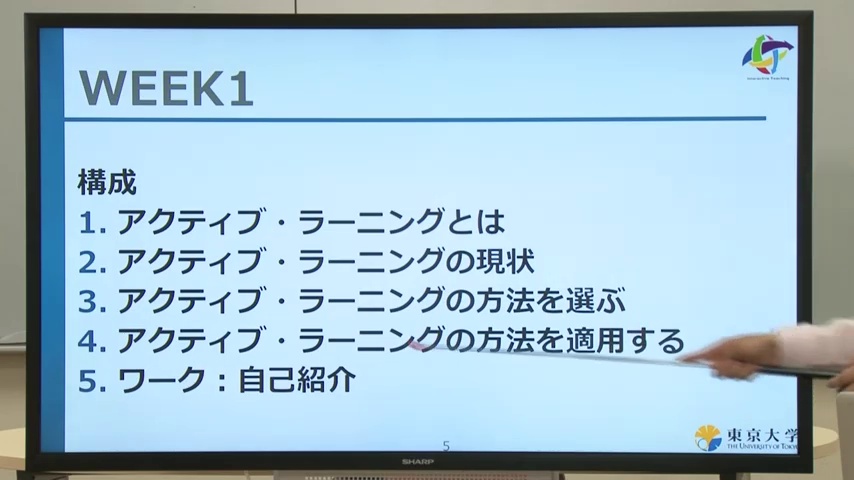 WEEK1
Interactive Teaching
構成
1. アクティブ・ラーニングとは
2. アクティブ・ラーニングの現状
3. アクティブ・ラーニングの方法を選ぶ
4. アクティブ・ラーニングの方法を適用する
5. ワーク：自己紹介
5
東京大学
THE UNIVERSITY OF TOKYO
SHARP